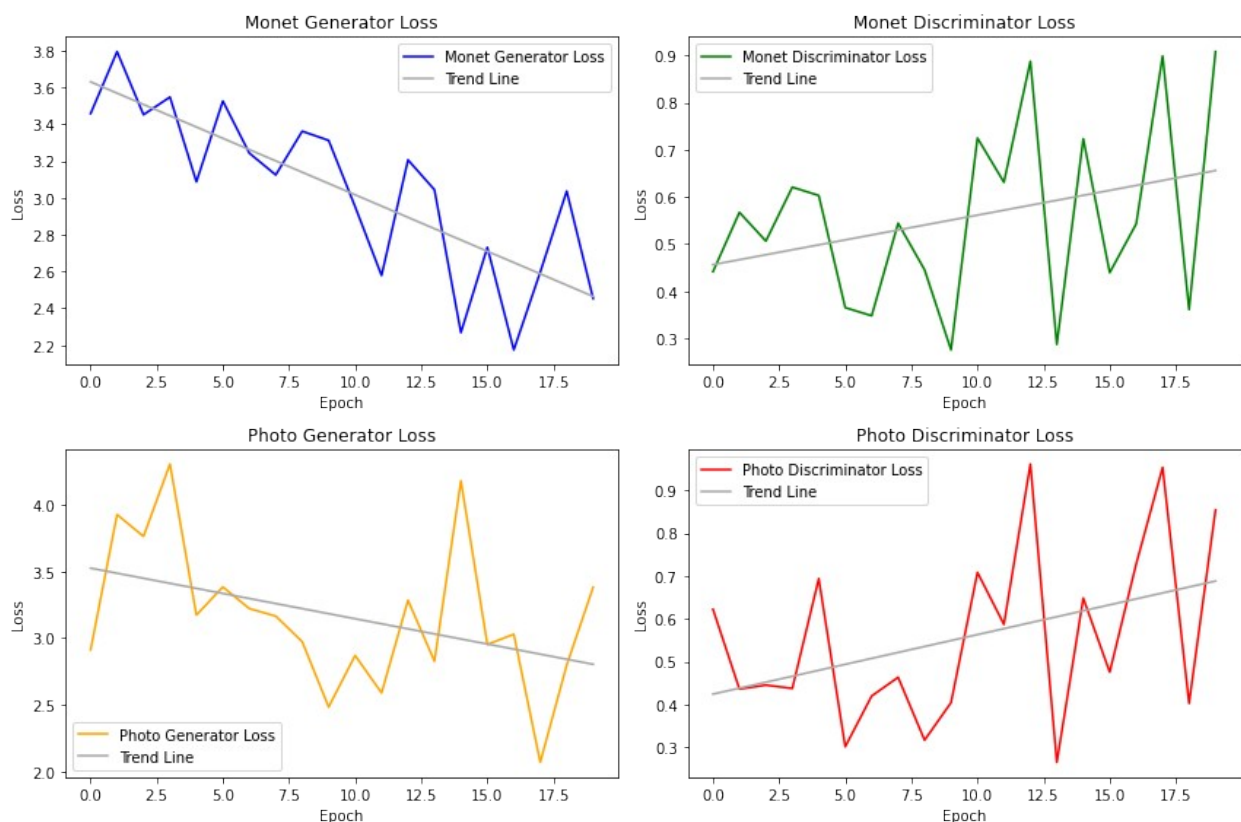 Monet Generator Loss
Monet Discriminator Loss
3.8
3.6
3.4
3.2
3.0
2.8
2.6
2.4
2.2
Loss
Monet Generator Loss
Trend Line
0.0 2.5 5.0 7.5 10.0 12.5 15.0 17.5
Epoch
0.9
0.8
0.7
0.6
0.5
0.4
0.3
Loss
Monet Discriminator Loss
Trend Line
0.0 2.5 5.0 7.5 10.0 12.5 15.0 17.5
Epoch
Photo Generator Loss
Photo Discriminator Loss
4.0
3.5
3.0
2.5
2.0
Loss
Photo Generator Loss
Trend Line
0.0 2.5 5.0 7.5 10.0 12.5 15.0 17.5
Epoch
0.9
0.8
0.7
0.6
0.5
0.4
0.3
Loss
Photo Discriminator Loss
Trend Line
0.0 2.5 5.0 7.5 10.0 12.5 15.0 17.5
Epoch